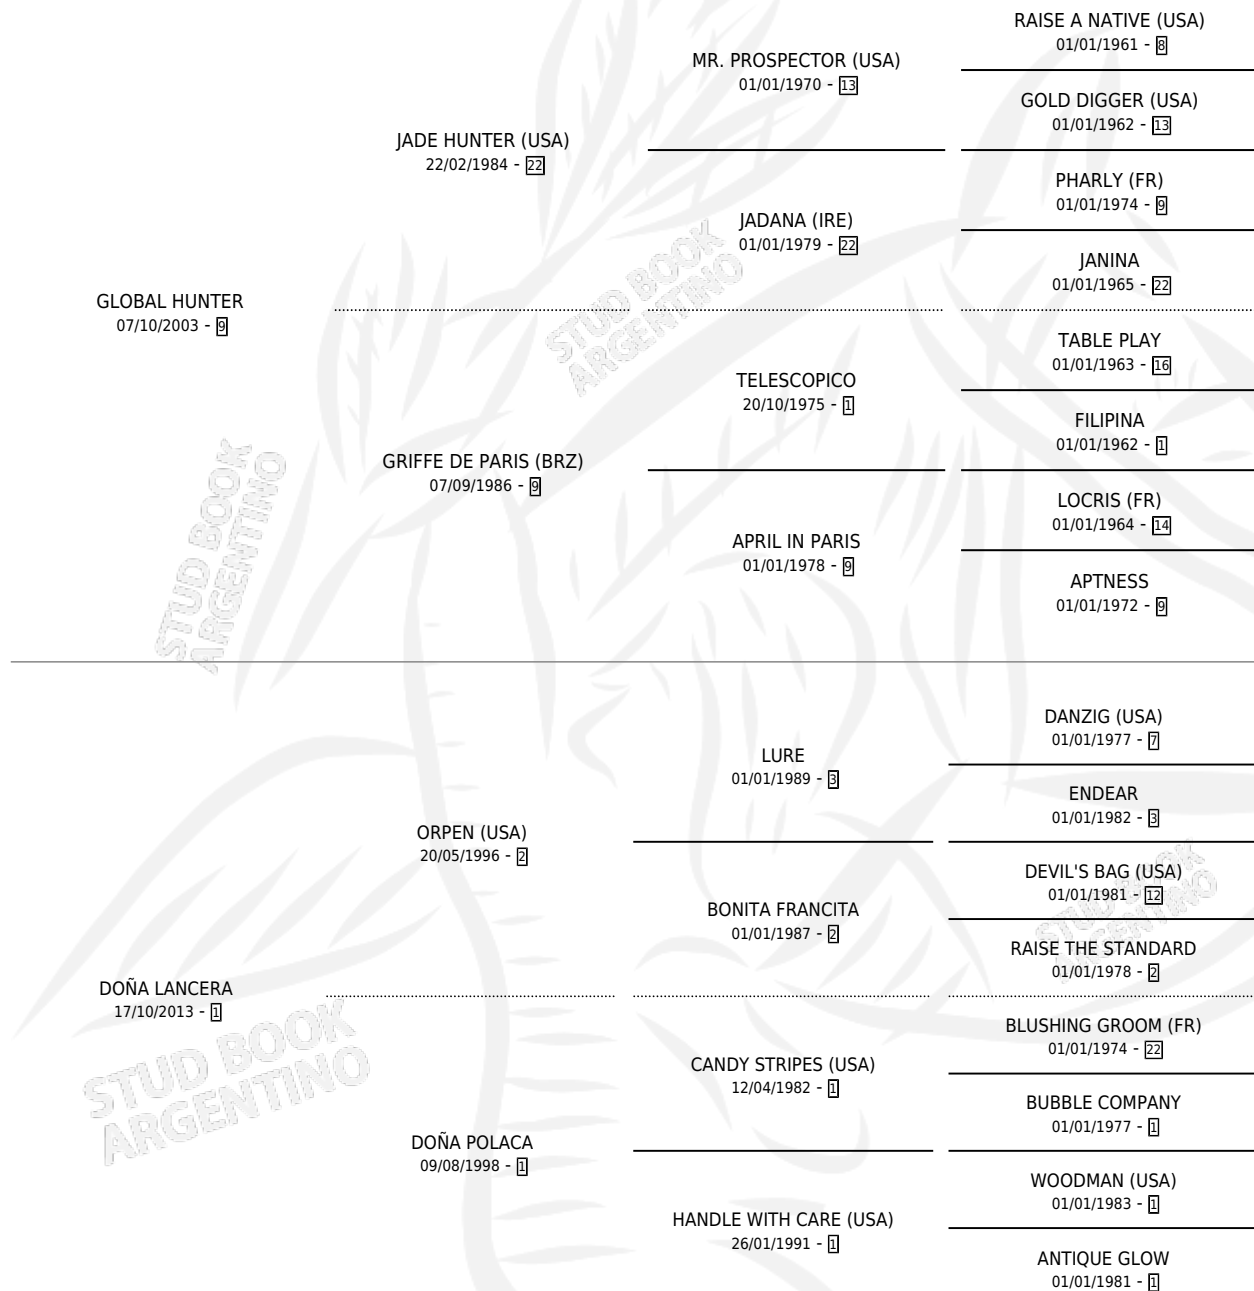 RAISE A NATIVE (USA)
01/01/1961 - 8
MR. PROSPECTOR (USA)
01/01/1970 - 13
GOLD DIGGER (USA)
01/01/1962 - 13
JADE HUNTER (USA)
22/02/1984 - 22
PHARLY (FR)
01/01/1974 - 9
JADANA (IRE)
01/01/1979 - 22
JANINA
01/01/1965 - 22
GLOBAL HUNTER
07/10/2003 - 9
TABLE PLAY
01/01/1963 - 16
TELESCOPICO
20/10/1975 - 1
FILIPINA
01/01/1962 - 1
GRIFFE DE PARIS (BRZ)
07/09/1986 - 9
LOCRIS (FR)
01/01/1964 - 14
APRIL IN PARIS
01/01/1978 - 9
APTNESS
01/01/1972 - 9
DANZIG (USA)
01/01/1977 - 7
LURE
01/01/1989 - 3
ENDEAR
01/01/1982 - 3
ORPEN (USA)
20/05/1996 - 2
DEVIL'S BAG (USA)
01/01/1981 - 12
BONITA FRANCITA
01/01/1987 - 2
RAISE THE STANDARD
01/01/1978 - 2
DOÑA LANCERA
17/10/2013 - 1
BLUSHING GROOM (FR)
01/01/1974 - 22
CANDY STRIPES (USA)
12/04/1982 - 1
BUBBLE COMPANY
01/01/1977 - 1
DOÑA POLACA
09/08/1998 - 1
WOODMAN (USA)
01/01/1983 - 1
HANDLE WITH CARE (USA)
26/01/1991 - 1
ANTIQUE GLOW
01/01/1981 - 1
STUD BOOK
ARGENTINO
STUD BOOK
ARGENTINO
STUD BOOK
ARGENTINO
STUD BOOK
ARGENTINO